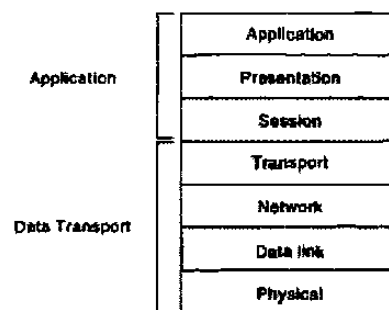 Application
Application
Presentation
Session
Transport
Network
Data Transport
Data link
Physical